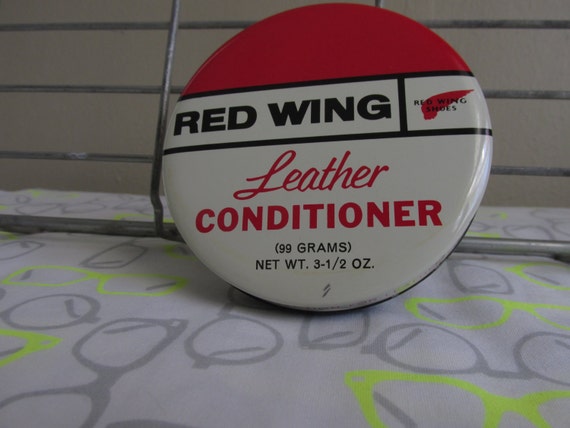 RED WING
RED WING
SHOES
Leather
CONDITIONER
(99 GRAMS)
NET WT. 3-1/2 OZ.